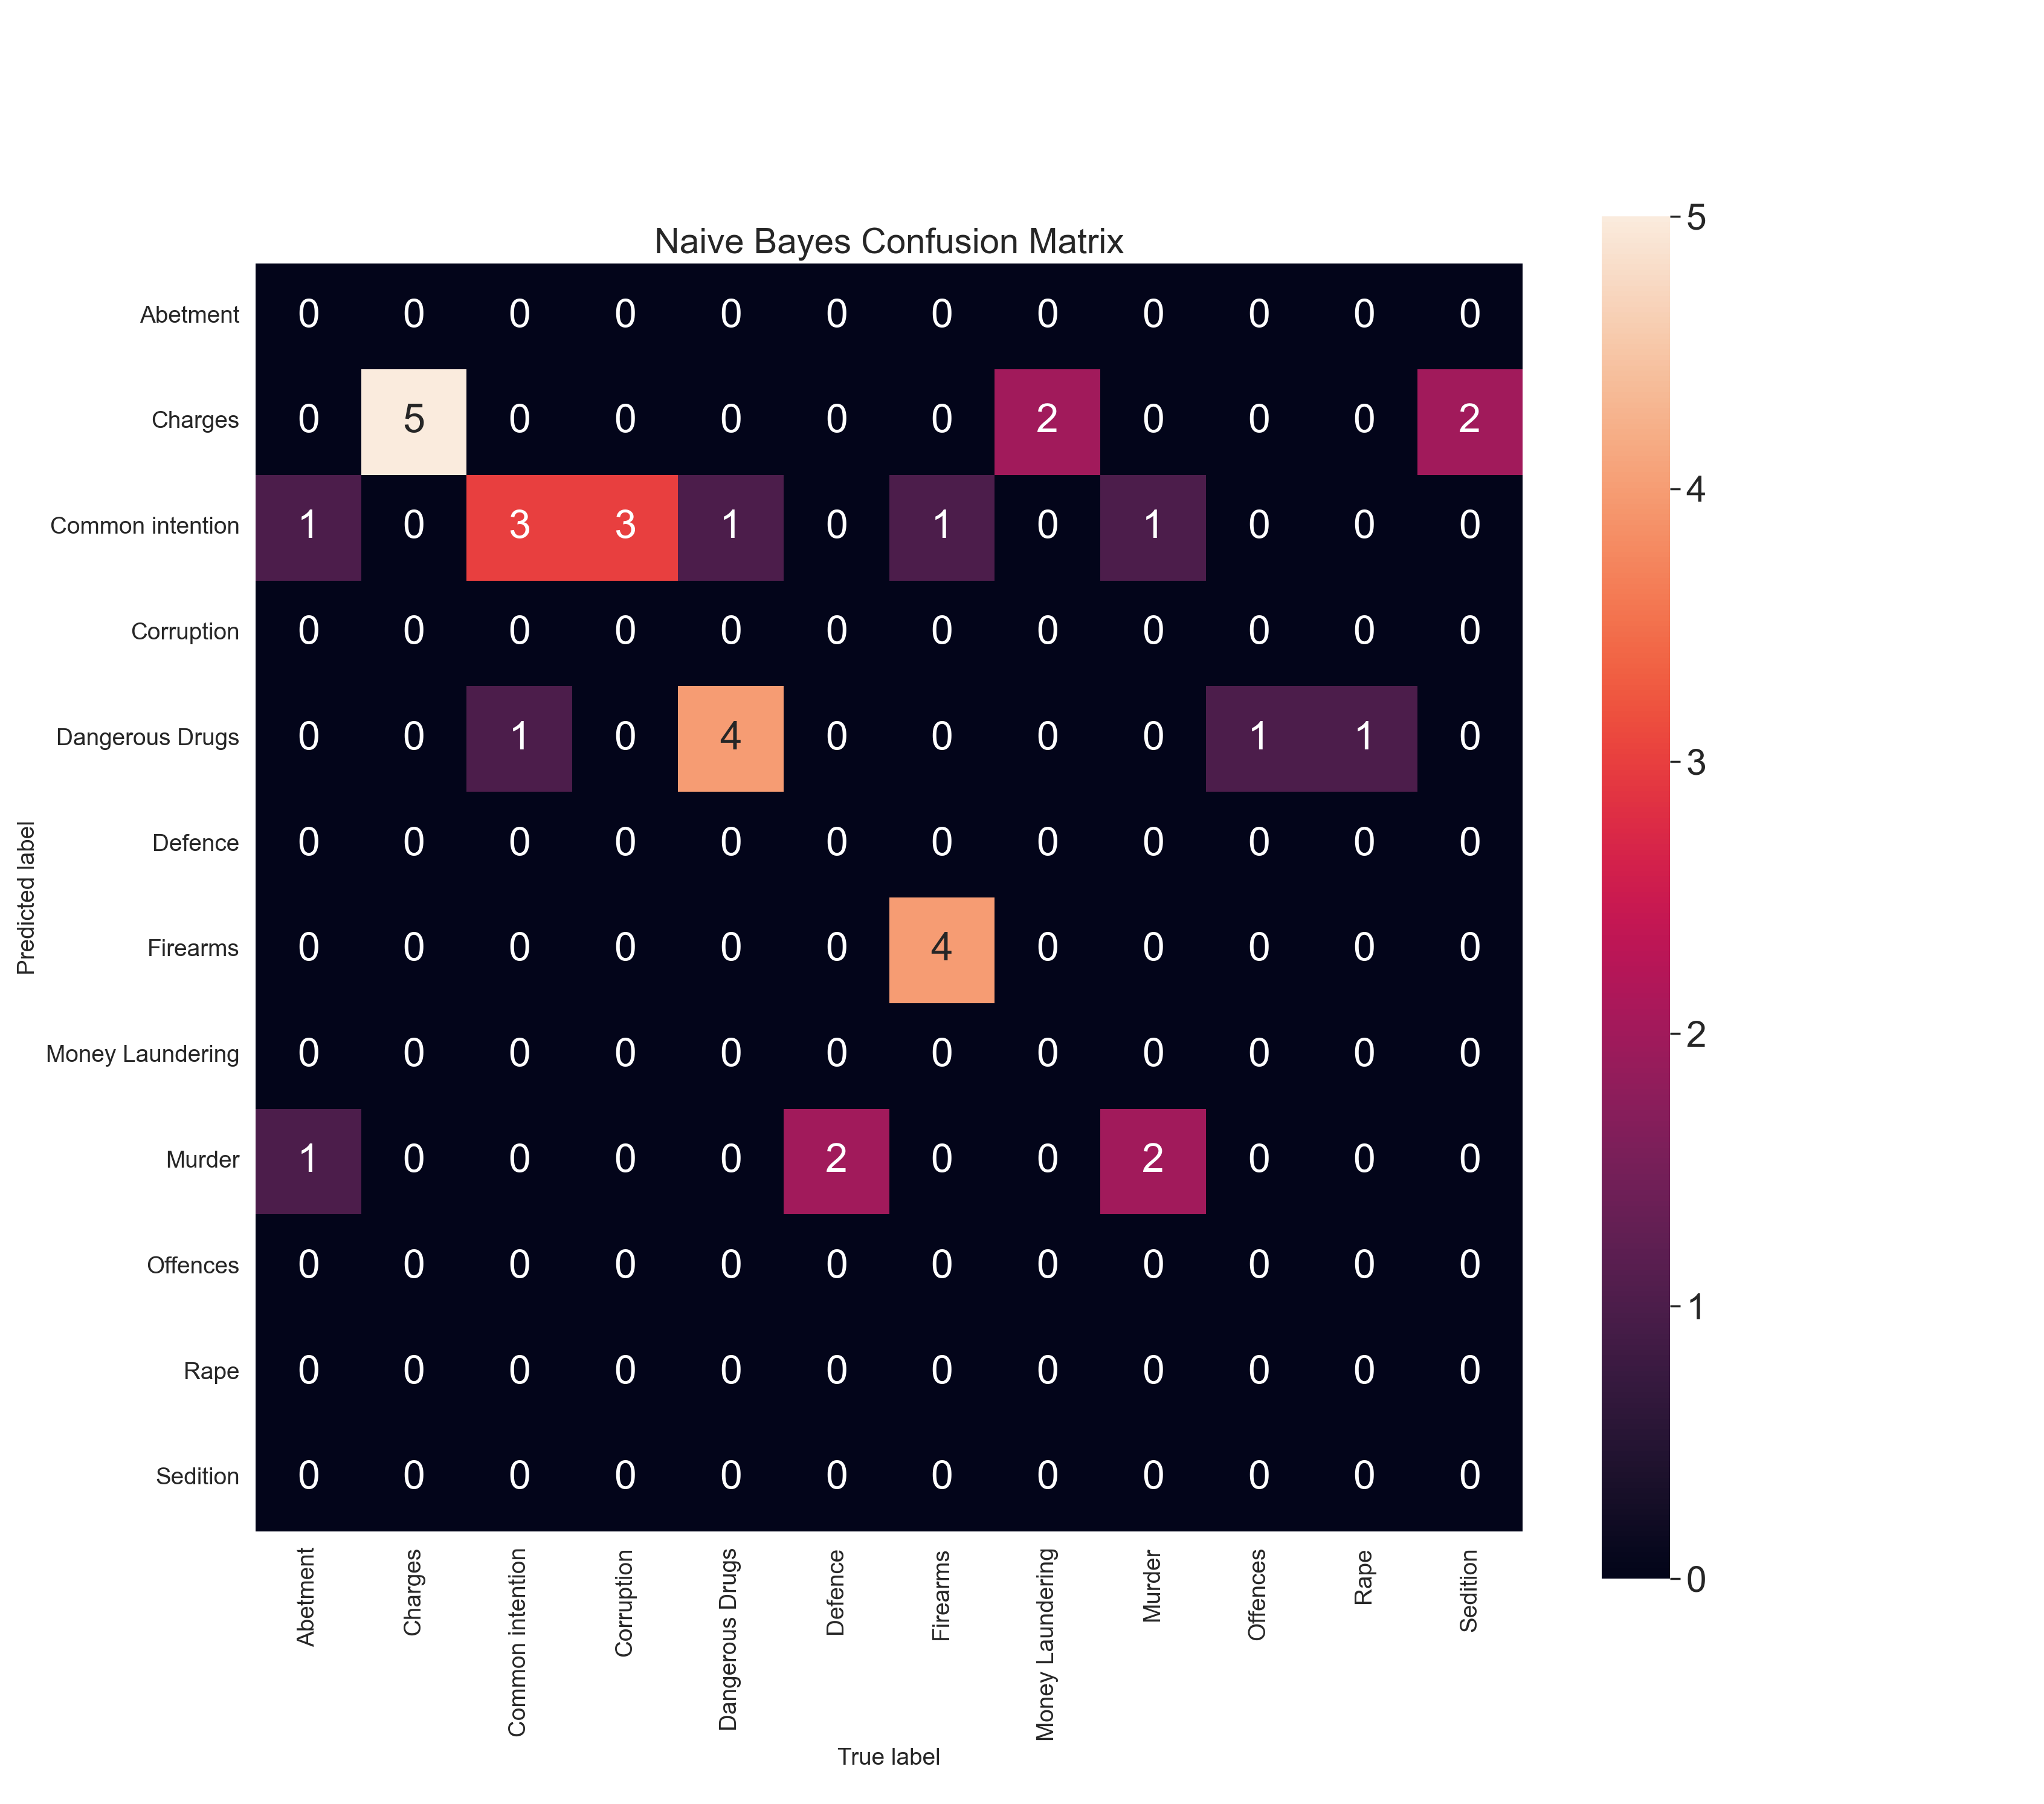 Naive Bayes Confusion Matrix
Predicted label
Abetment 0 0 0 0 0 0 0 0 0 0 0 0
Charges 0 5 0 0 0 0 0 2 0 0 0 2
Common intention 1 0 3 3 1 0 1 0 1 0 0 0
Corruption 0 0 0 0 0 0 0 0 0 0 0 0
Dangerous Drugs 0 0 1 0 4 0 0 0 0 1 1 0
Defence 0 0 0 0 0 0 0 0 0 0 0 0
Firearms 0 0 0 0 0 0 4 0 0 0 0 0
Money Laundering 0 0 0 0 0 0 0 0 0 0 0 0
Murder 1 0 0 0 0 2 0 0 2 0 0 0
Offences 0 0 0 0 0 0 0 0 0 0 0 0
Rape 0 0 0 0 0 0 0 0 0 0 0 0
Sedition 0 0 0 0 0 0 0 0 0 0 0 0
Abetment
Charges
Common intention
Corruption
Dangerous Drugs
Defence
Firearms
Money Laundering
Murder
Offences
Rape
Sedition
True label
5
4
3
2
1
0